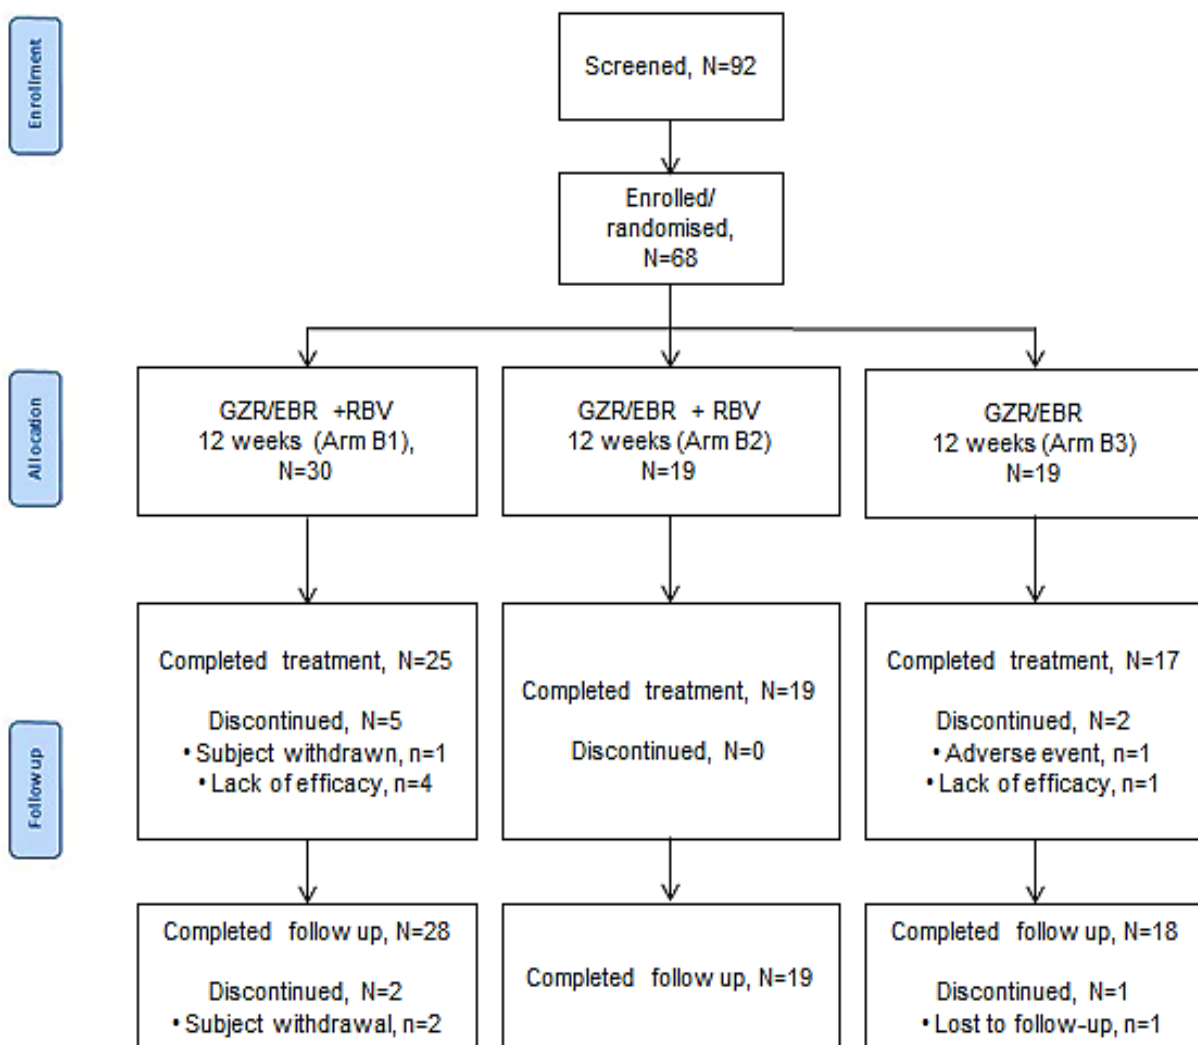 Enrollment
Screened, N=92
Enrolled/
randomised,
N=68
Allocation
GZR/EBR +RBV
12 weeks (Arm B1),
N=30
GZR/EBR + RBV
12 weeks (Arm B2)
N=19
GZR/EBR
12 weeks (Arm B3)
N=19
Follow up
Completed treatment, N=25
Discontinued, N=5
• Subject withdrawn, n=1
• Lack of efficacy, n=4
Completed treatment, N=19
Discontinued, N=0
Completed treatment, N=17
Discontinued, N=2
• Adverse event, n=1
• Lack of efficacy, n=1
Completed follow up, N=28
Discontinued, N=2
• Subject withdrawal, n=2
Completed follow up, N=19
Completed follow up, N=18
Discontinued, N=1
• Lost to follow-up, n=1